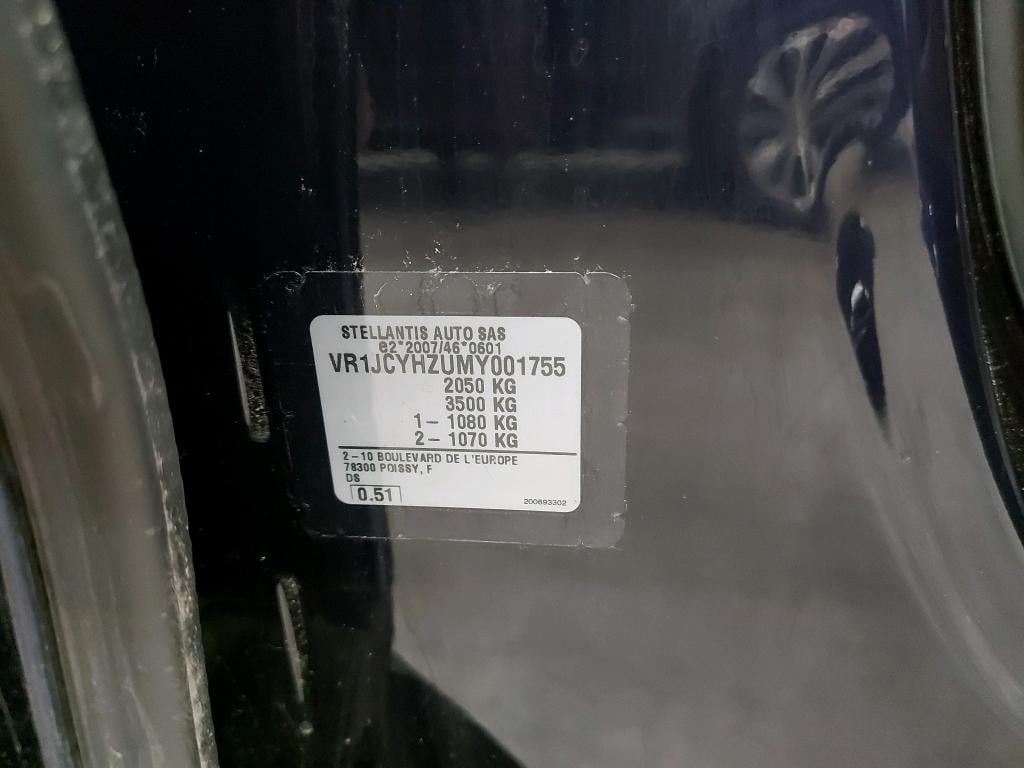 STELLANTIS AUTO SAS
e2*2007/46*0601
VR1JCYHZUMY001755
2050 KG
3500 KG
1 – 1080 KG
2 – 1070 KG
2 – 10 BOULEVARD DE L'EUROPE
78300 POISSY, F
DS
0.51
200693302